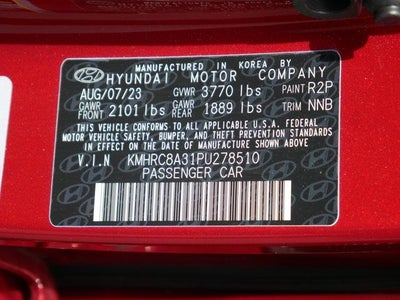 MANUFACTURED IN KOREA BY
HYUNDAI MOTOR COMPANY
AUG/07/23 GVWR 3770 lbs PAINT R2P
GAWR FRONT 2101 lbs GAWR REAR 1889 lbs TRIM NNB
THIS VEHICLE CONFORMS TO ALL APPLICABLE U.S.A. FEDERAL
MOTOR VEHICLE SAFETY, BUMPER, AND THEFT PREVENTION STANDARDS
IN EFFECT ON THE DATE OF MANUFACTURE SHOWN ABOVE.
V.I.N KMHRC8A31PU278510
PASSENGER CAR